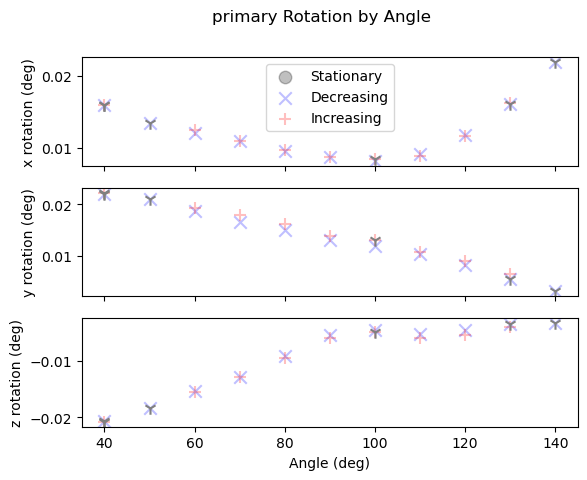 primary Rotation by Angle
x rotation (deg)
0.02
0.01
Stationary
Decreasing
Increasing
y rotation (deg)
0.02
0.01
z rotation (deg)
−0.01
−0.02
40 60 80 100 120 140
Angle (deg)